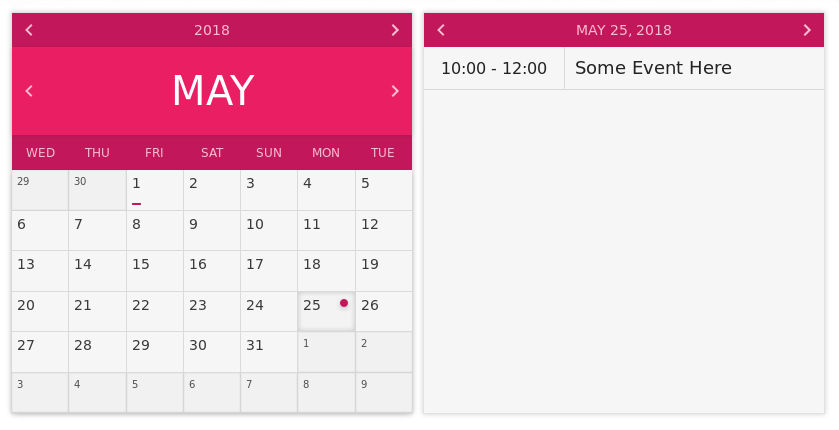 2018
MAY
WED THU FRI SAT SUN MON TUE
29 30 1 2 3 4 5
6 7 8 9 10 11 12
13 14 15 16 17 18 19
20 21 22 23 24 25 26
27 28 29 30 31 1 2
3 4 5 6 7 8 9
MAY 25, 2018
10:00 - 12:00 Some Event Here